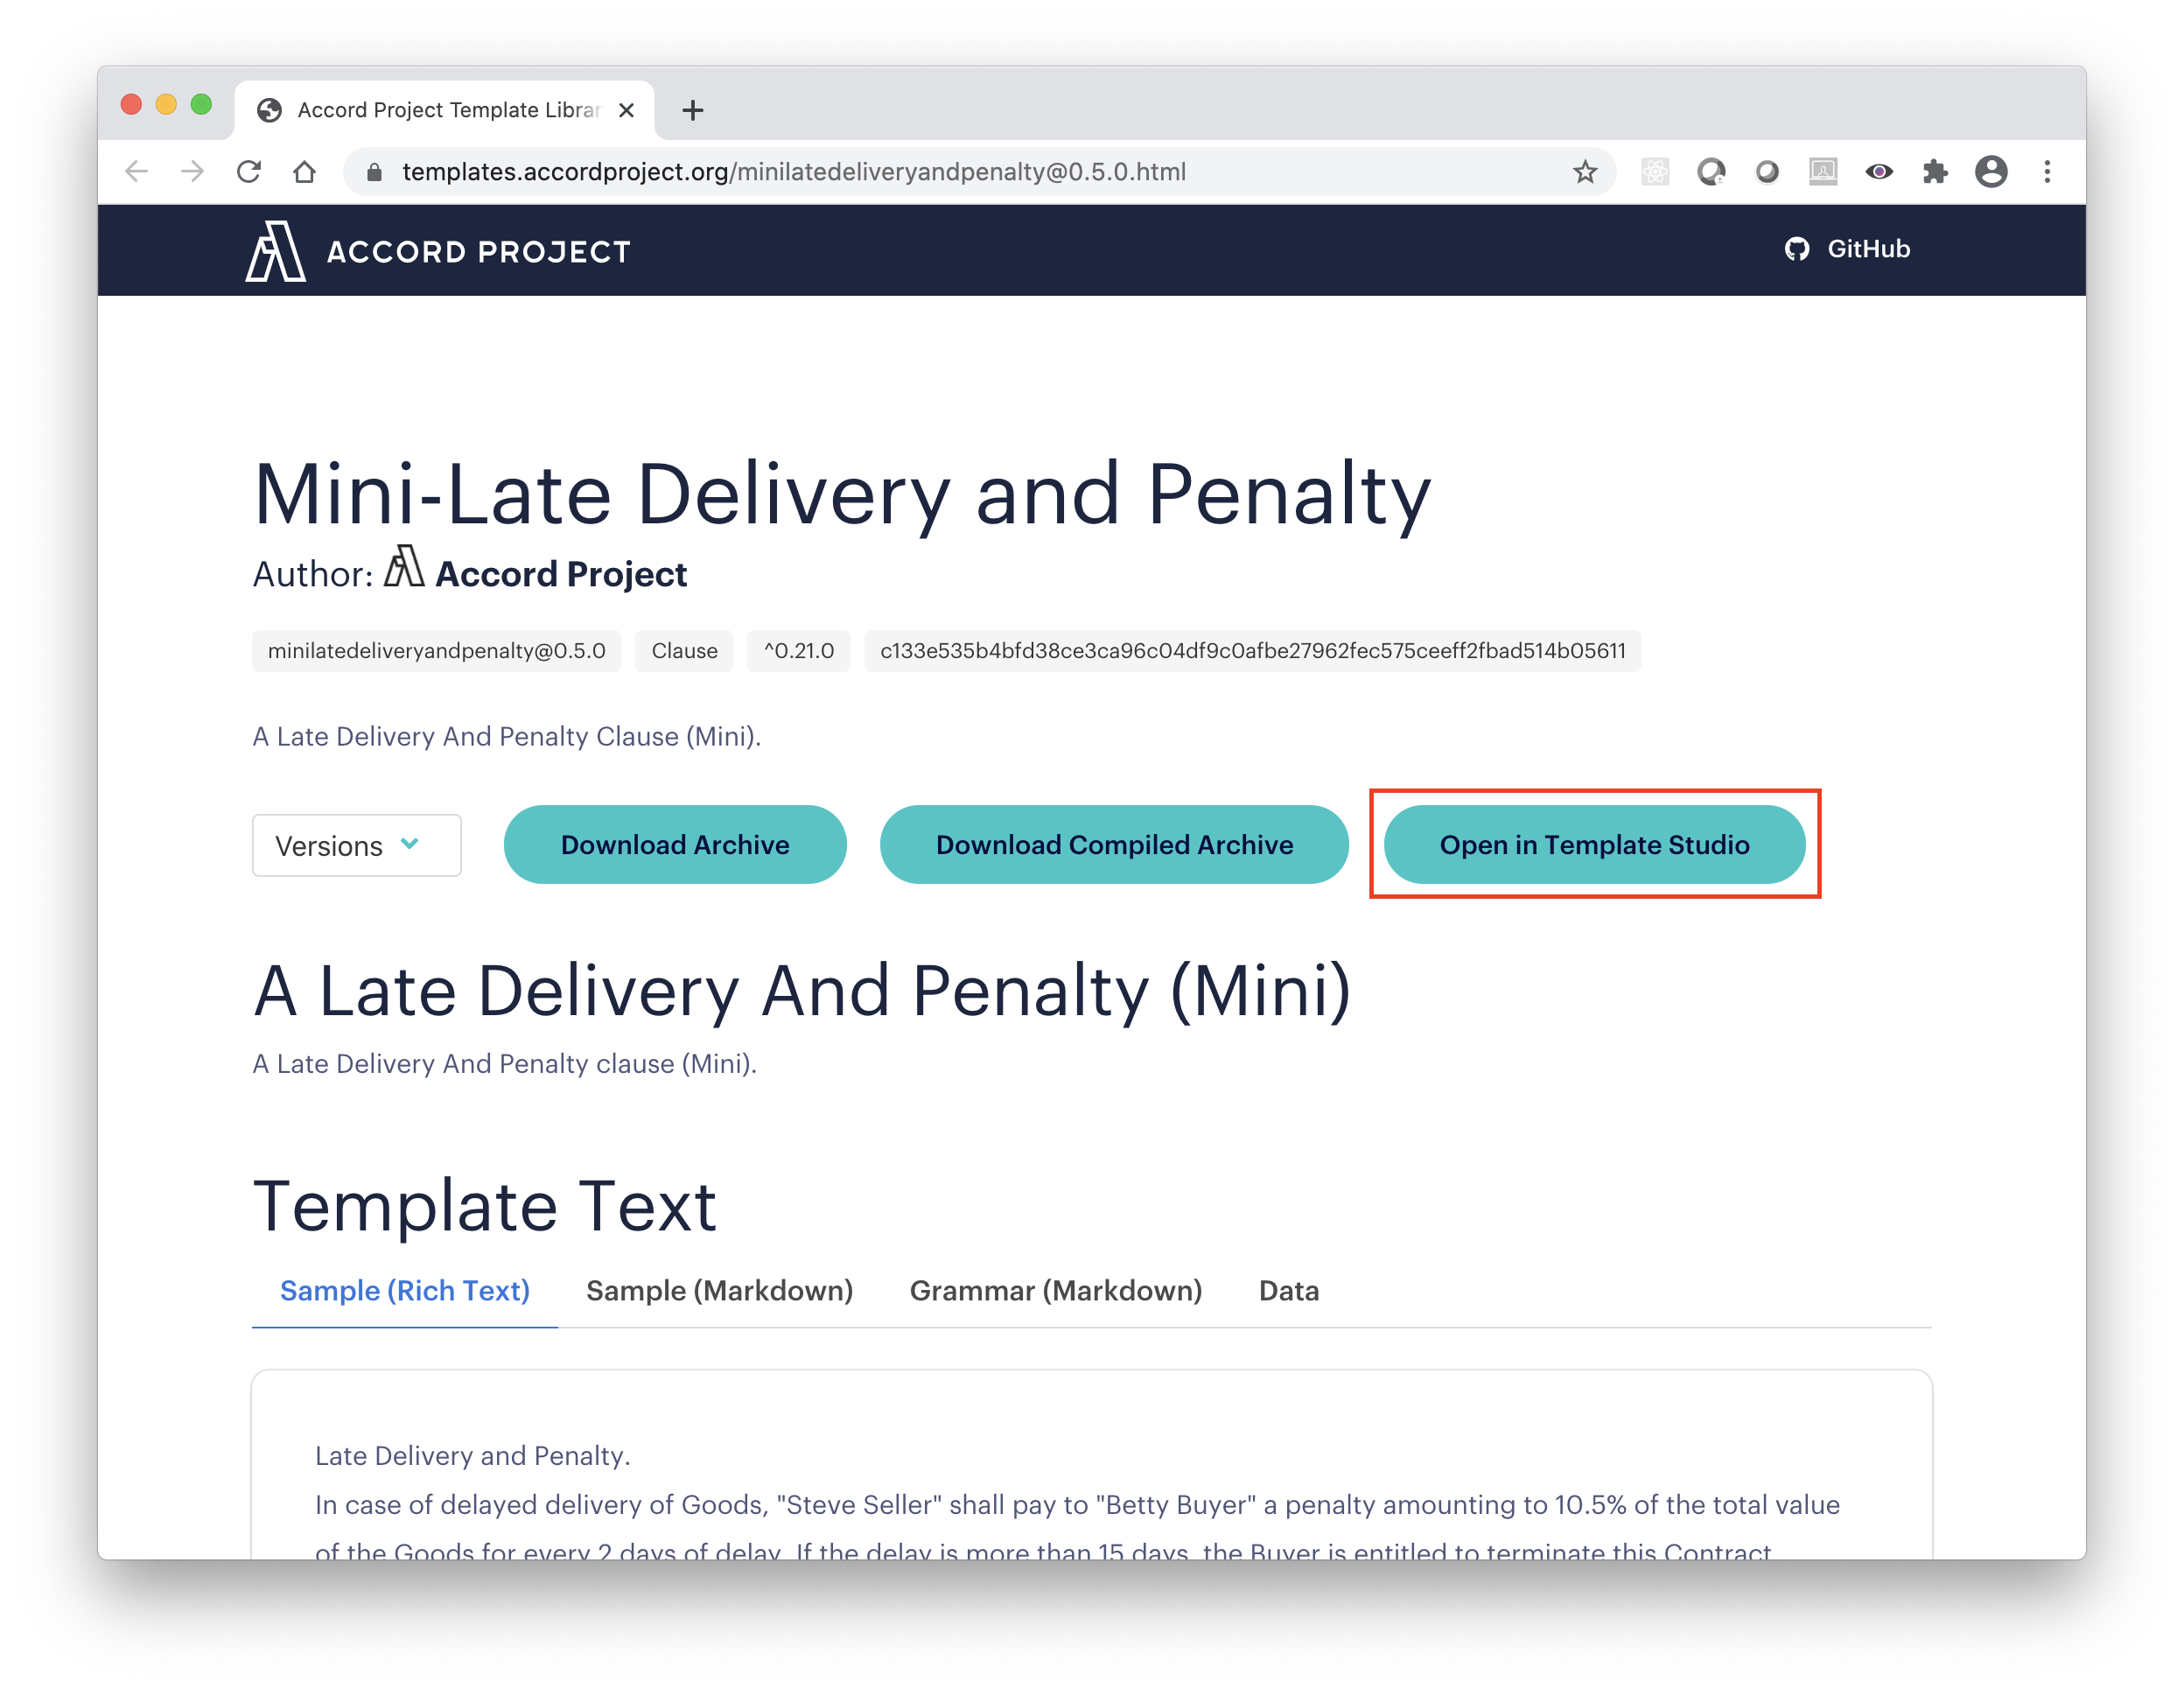 Accord Project Template Librar
templates.accordproject.org/minilatedeliveryandpenalty@0.5.0.html
ACCORD PROJECT
GitHub
Mini-Late Delivery and Penalty
Author: Accord Project
minilatedeliveryandpenalty@0.5.0 Clause ^0.21.0 c133e535b4bfd38ce3ca96c04df9c0afbe27962fec575ceeff2fbad514b05611
A Late Delivery And Penalty Clause (Mini).
Versions Download Archive Download Compiled Archive Open in Template Studio
A Late Delivery And Penalty (Mini)
A Late Delivery And Penalty clause (Mini).
Template Text
Sample (Rich Text) Sample (Markdown) Grammar (Markdown) Data
Late Delivery and Penalty.
In case of delayed delivery of Goods, "Steve Seller" shall pay to "Betty Buyer" a penalty amounting to 10.5% of the total value
of the Goods for every 2 days of delay. If the delay is more than 15 days, the Buyer is entitled to terminate this Contract